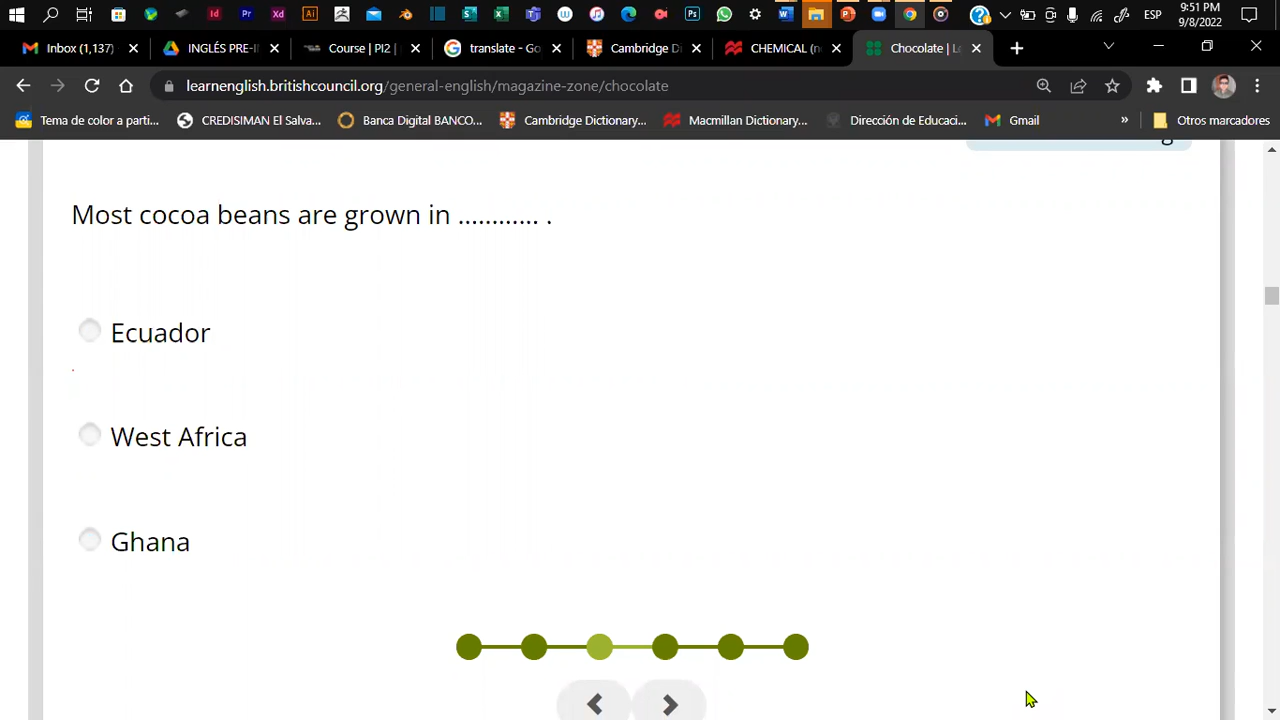 9:51 PM
ESP
9/8/2022
Inbox (1,137)
INGLÉS PRE-I
Course | PI2 |
translate - Go
Cambridge D
CHEMICAL (n
Chocolate | Le
learnenglish.britishcouncil.org/general-english/magazine-zone/chocolate
Tema de color a parti...
CREDISIMAN El Salva...
Banca Digital BANCO...
Cambridge Dictionary...
Macmillan Dictionary...
Dirección de Educaci...
Gmail
»
Otros marcadores
Most cocoa beans are grown in ............ .
Ecuador
West Africa
Ghana